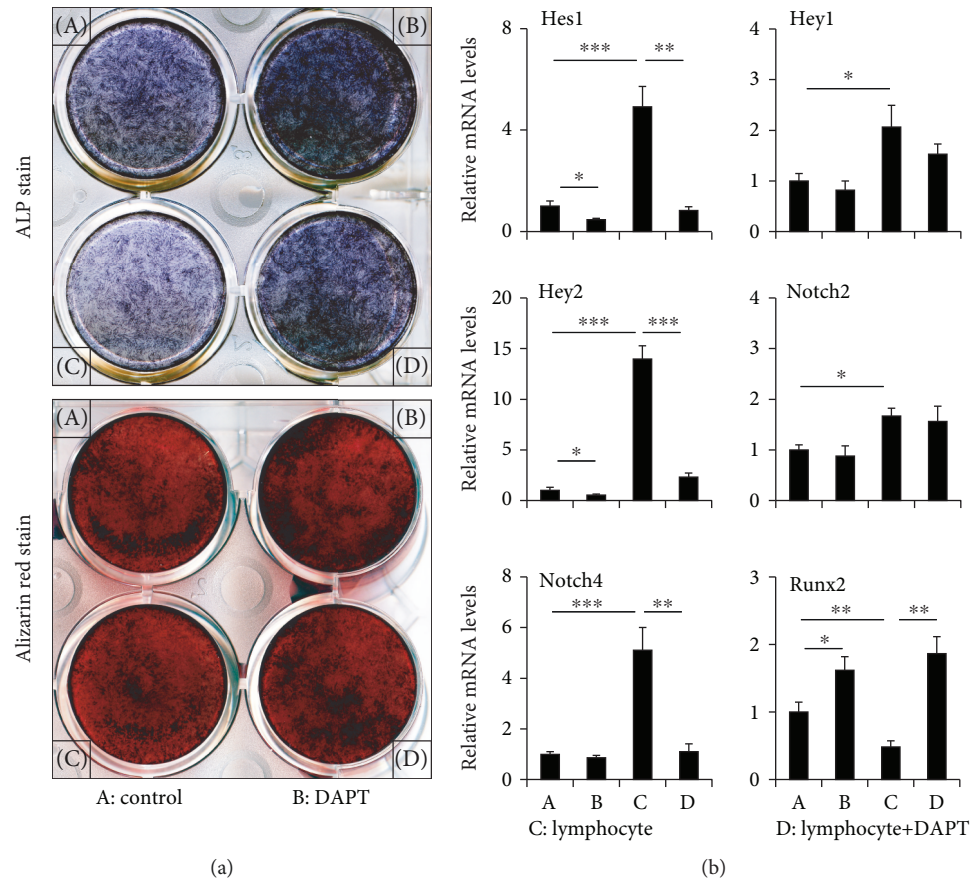 (A)
(B)
ALP stain
(C)
(D)
(A)
(B)
Alizarin red stain
(C)
(D)
A: control
B: DAPT
(a)
Hes1
Relative mRNA levels
8
4
0
***
**
*
Hey1
4
3
2
1
0
*
Hey2
Relative mRNA levels
20
15
10
5
0
***
***
*
Notch2
4
3
2
1
0
*
Notch4
Relative mRNA levels
8
6
4
2
0
***
**
A B C D
Runx2
3
2
1
0
**
**
*
A B C D
C: lymphocyte
D: lymphocyte+DAPT
(b)